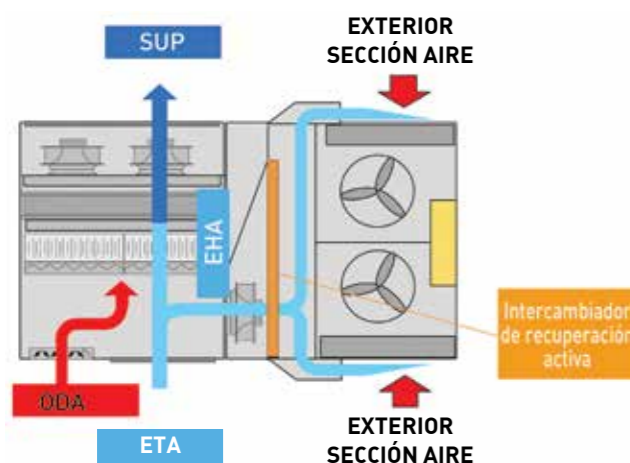 SUP
EXTERIOR
SECCIÓN AIRE
EHA
Intercambiador
de recuperación
activa
ODA
ETA
EXTERIOR
SECCIÓN AIRE